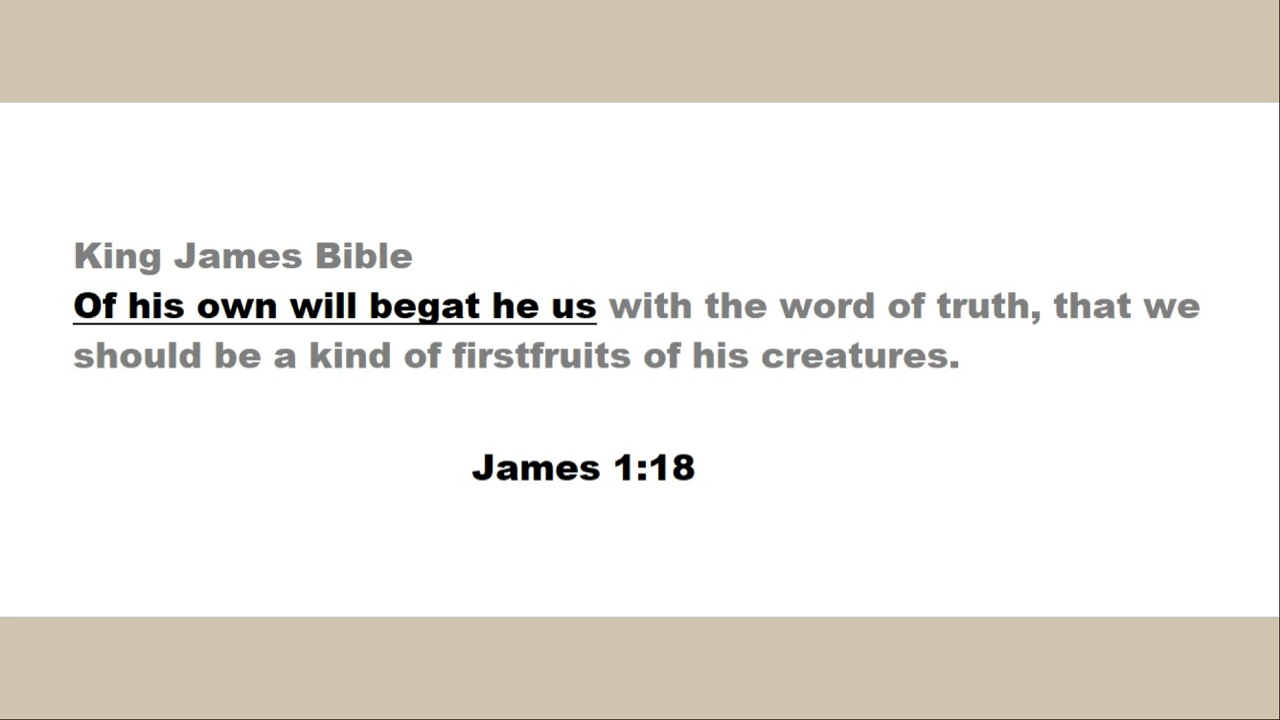 King James Bible
Of his own will begat he us with the word of truth, that we
should be a kind of firstfruits of his creatures.
James 1:18